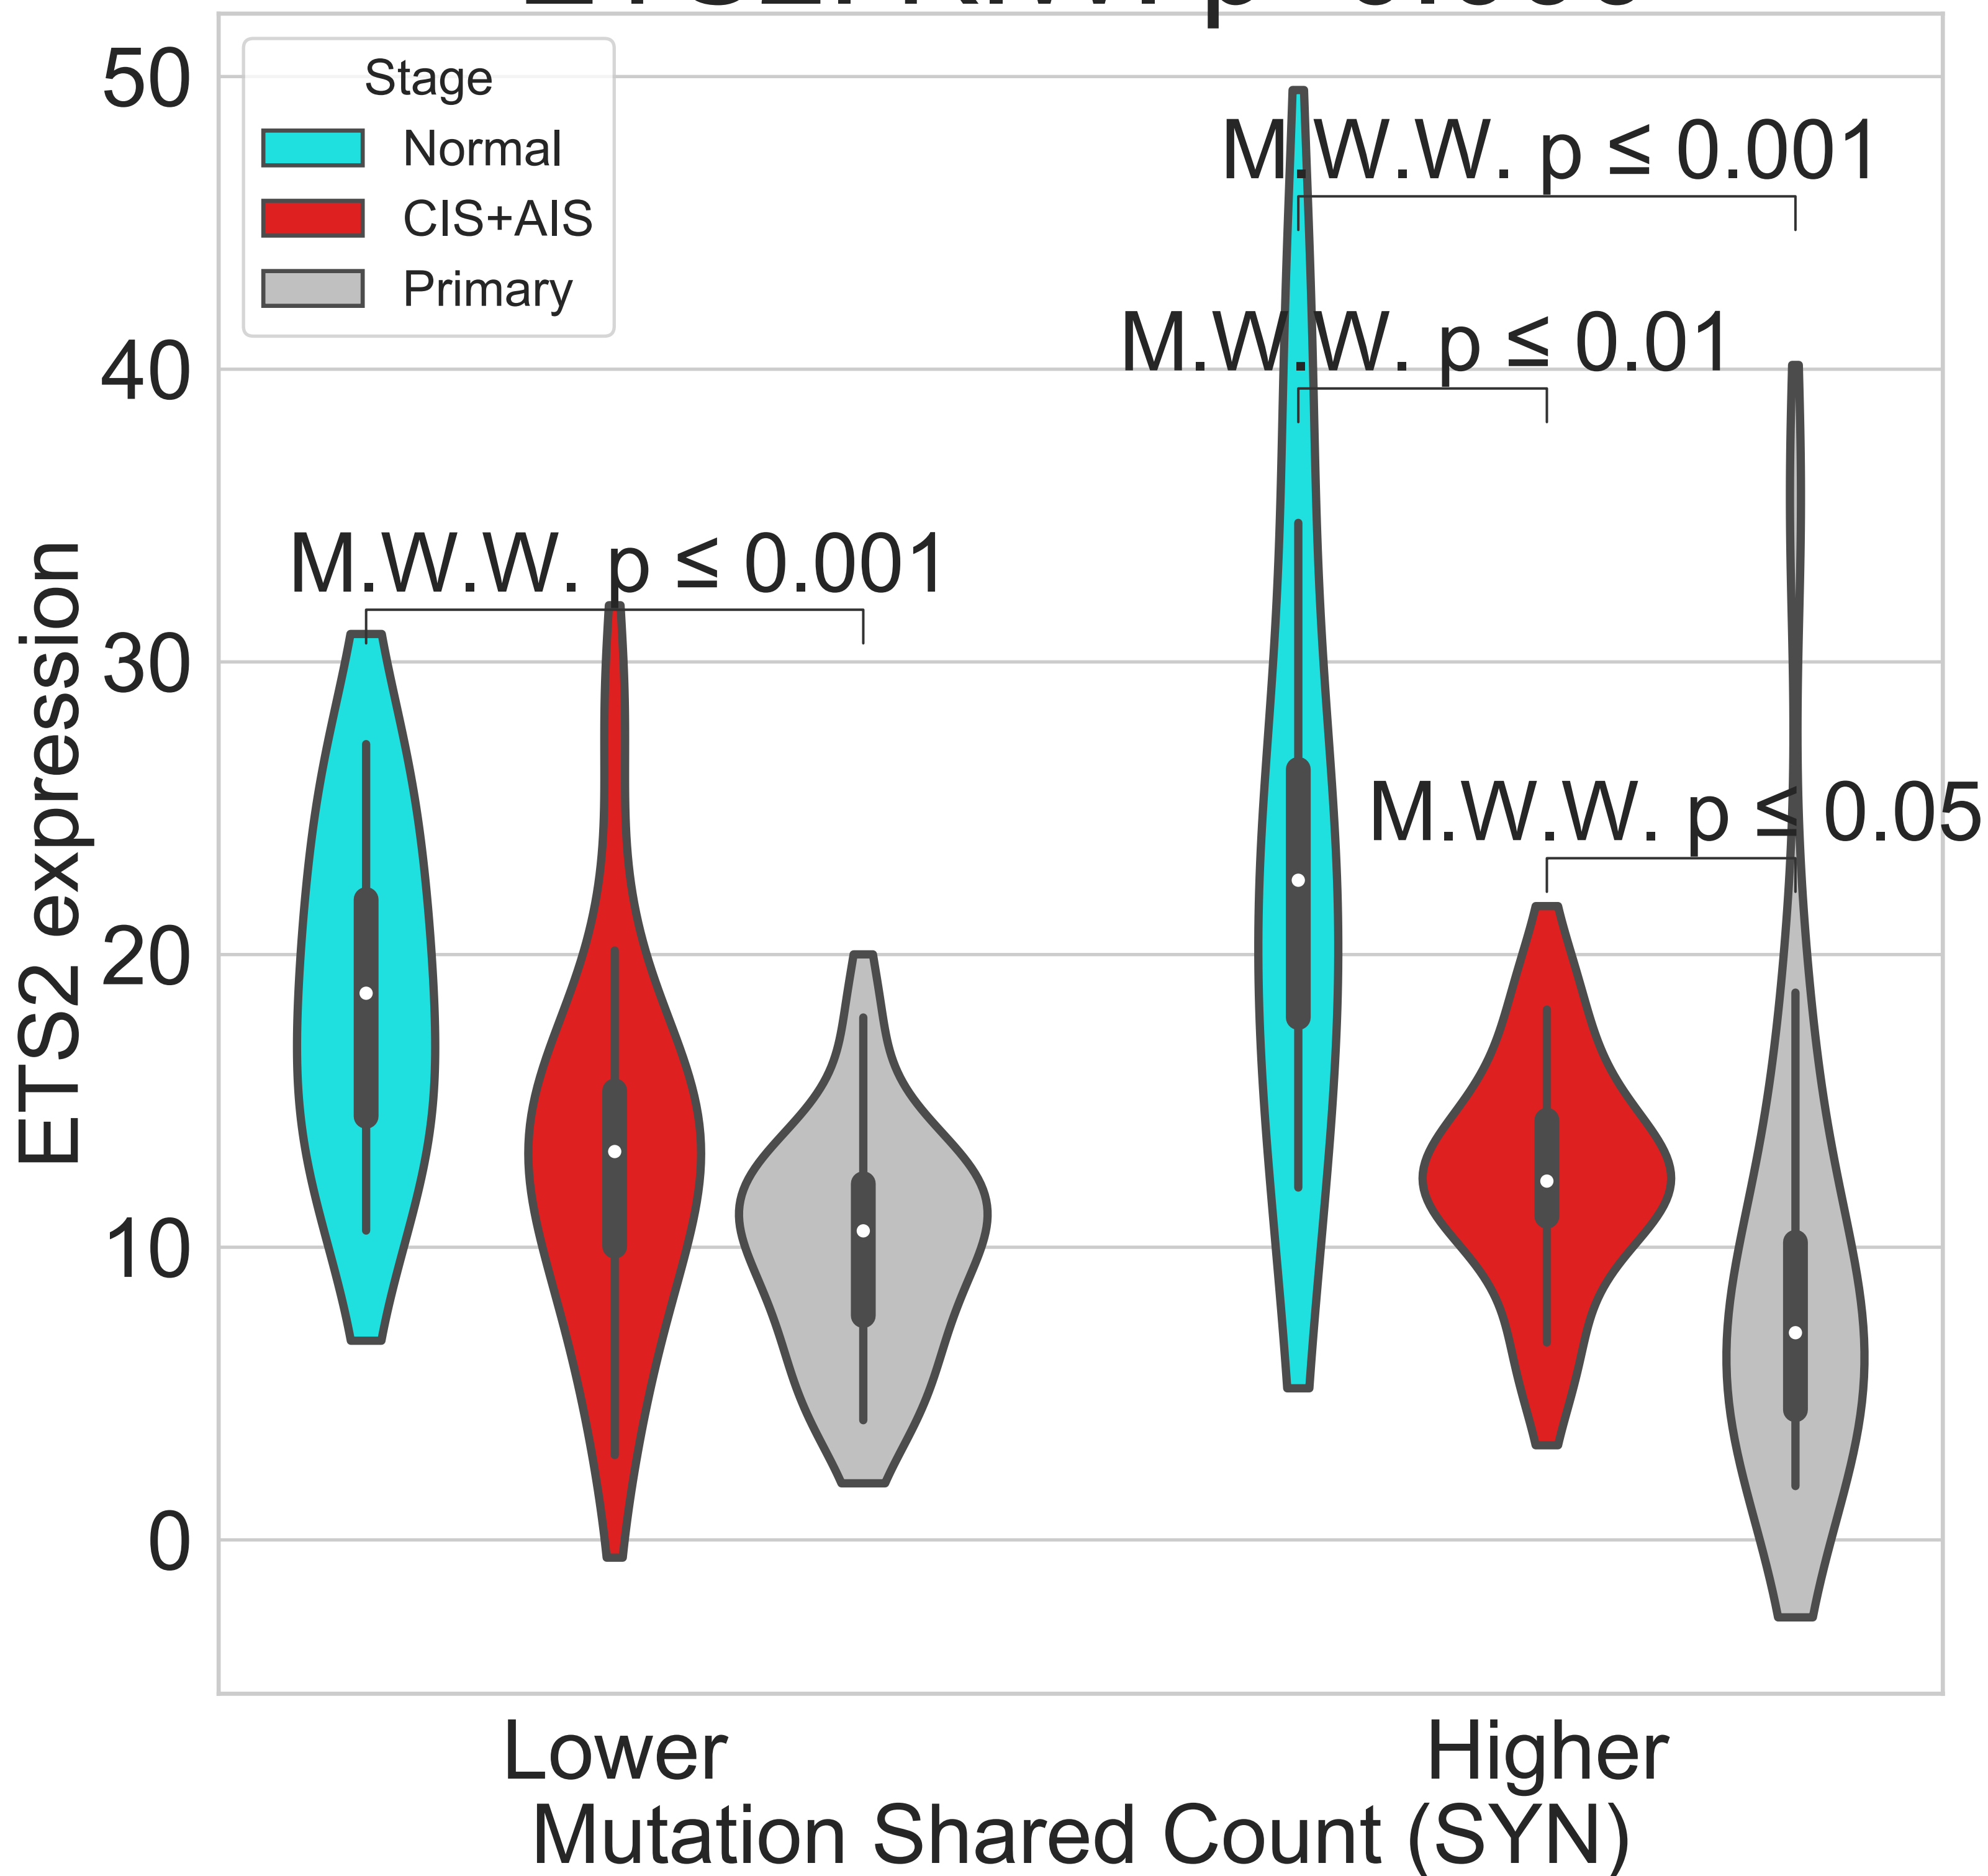 50
40
30
20
10
0
ETS2 expression
Stage
Normal
CIS+AIS
Primary
M.W.W. p ≤ 0.001
M.W.W. p ≤ 0.01
M.W.W. p ≤ 0.001
M.W.W. p ≤ 0.05
Lower
Higher
Mutation Shared Count (SYN)